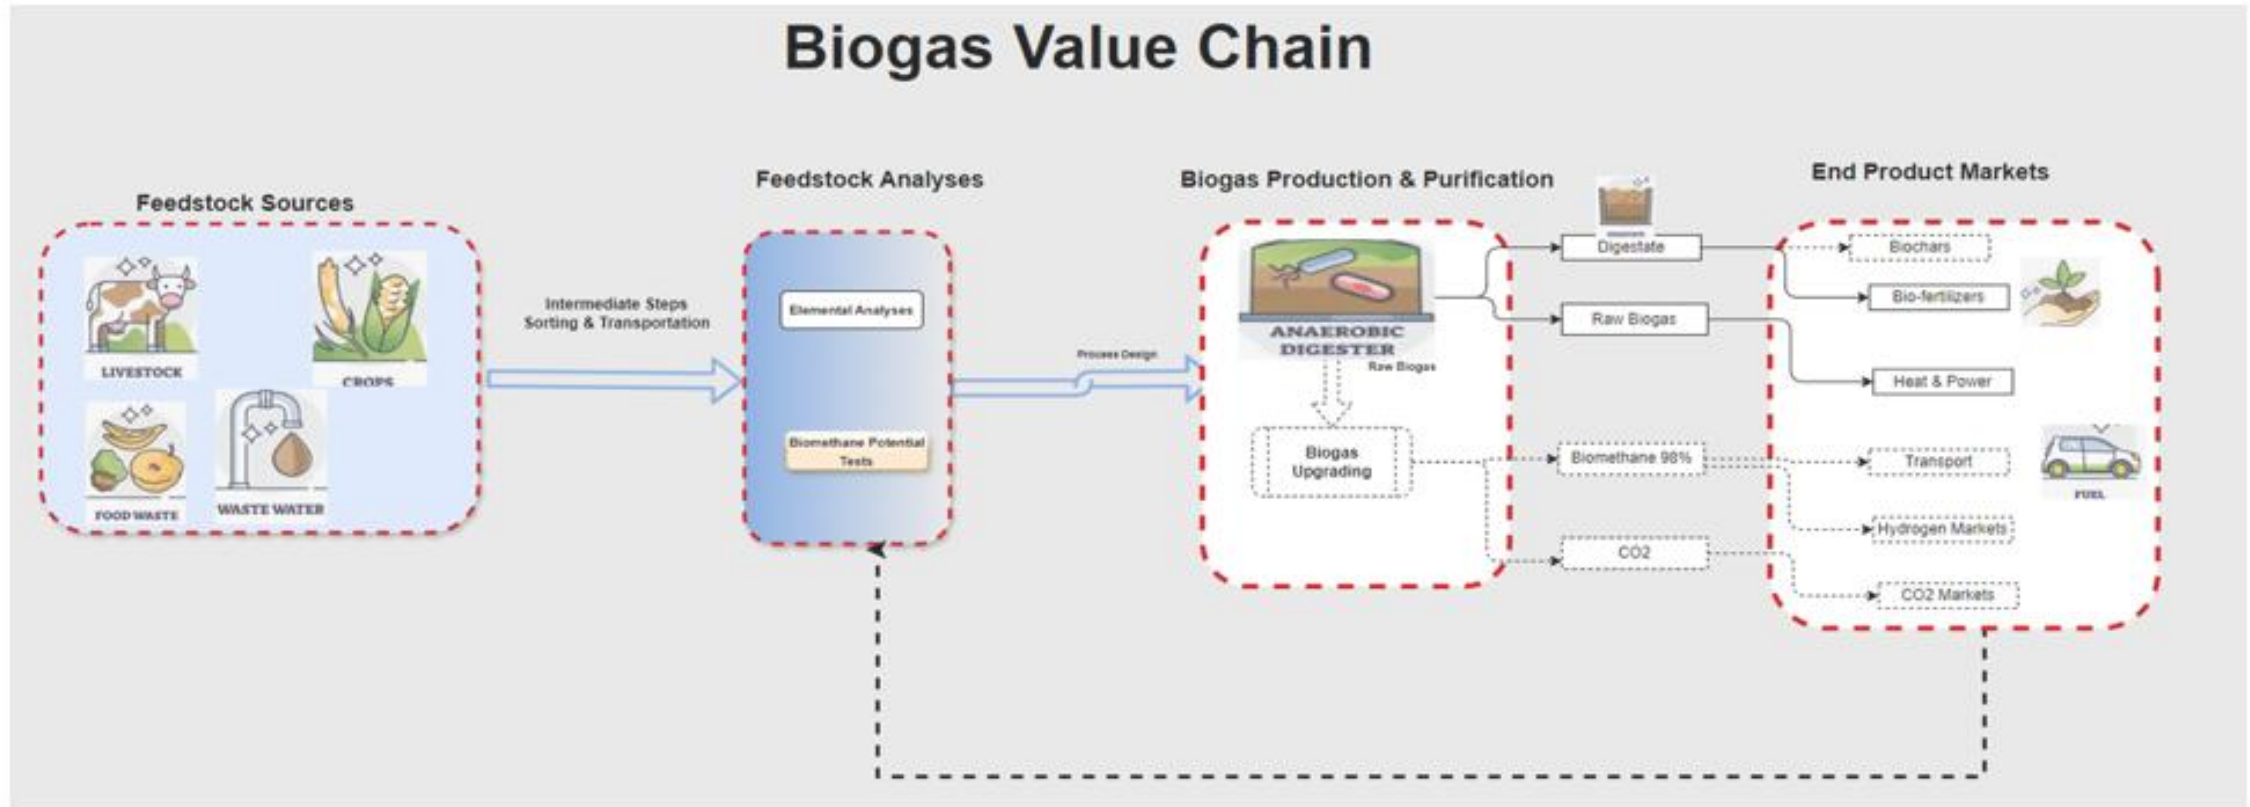 Biogas Value Chain
Feedstock Sources
LIVESTOCK
CROPS
FOOD WASTE
WASTE WATER
Intermediate Steps
Sorting & Transportation
Feedstock Analyses
Elemental Analyses
Biomethane Potential
Tests
Process Design
Biogas Production & Purification
ANAEROBIC
DIGESTER
Raw Biogas
Biogas
Upgrading
Digestate
Raw Biogas
Biomethane 98%
CO2
End Product Markets
Biochars
Bio-fertilizers
Heat & Power
Transport
FUEL
Hydrogen Markets
CO2 Markets